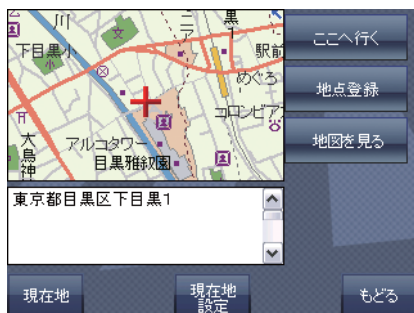 川
下目黒小
ニア
黒1
駅前
めぐろ
コロンビア
大鳥神
アルコタワー
目黒雅叙園
ここへ行く
地点登録
地図を見る
東京都目黒区下目黒1
現在地
現在地
設定
もどる